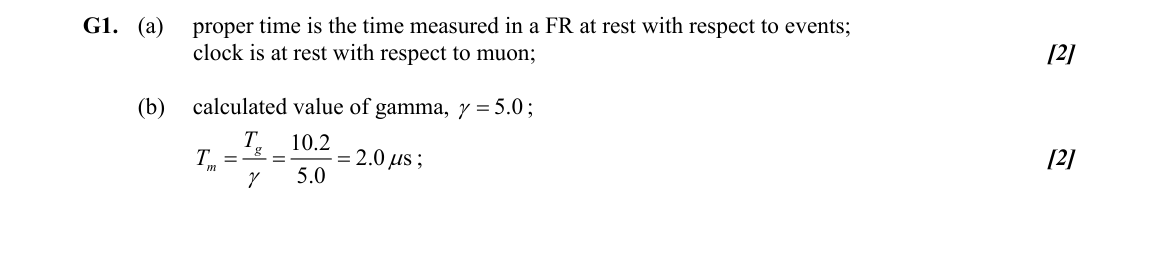 G1. (a) proper time is the time measured in a FR at rest with respect to events;
clock is at rest with respect to muon; [2]
(b) calculated value of gamma, γ = 5.0 ;
T_m = T_g / γ = 10.2 / 5.0 = 2.0 μs ; [2]